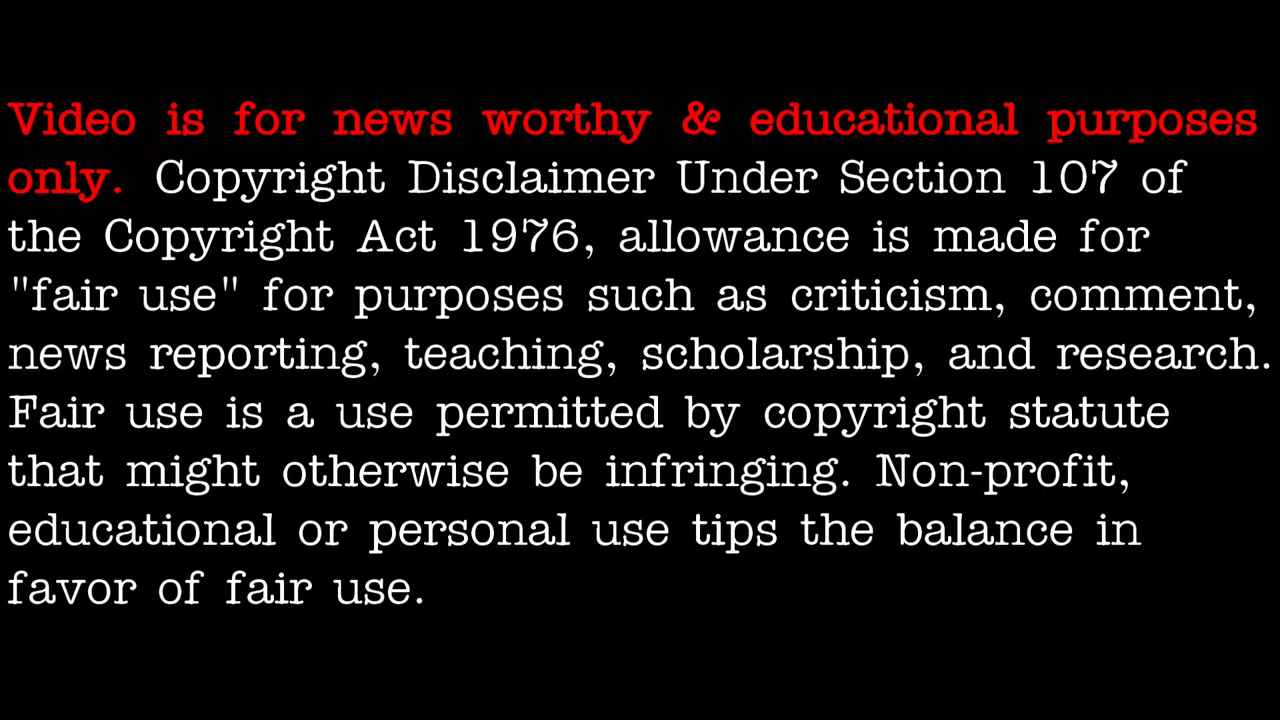 Video is for news worthy & educational purposes
only. Copyright Disclaimer Under Section 107 of
the Copyright Act 1976, allowance is made for
"fair use" for purposes such as criticism, comment,
news reporting, teaching, scholarship, and research.
Fair use is a use permitted by copyright statute
that might otherwise be infringing. Non-profit,
educational or personal use tips the balance in
favor of fair use.